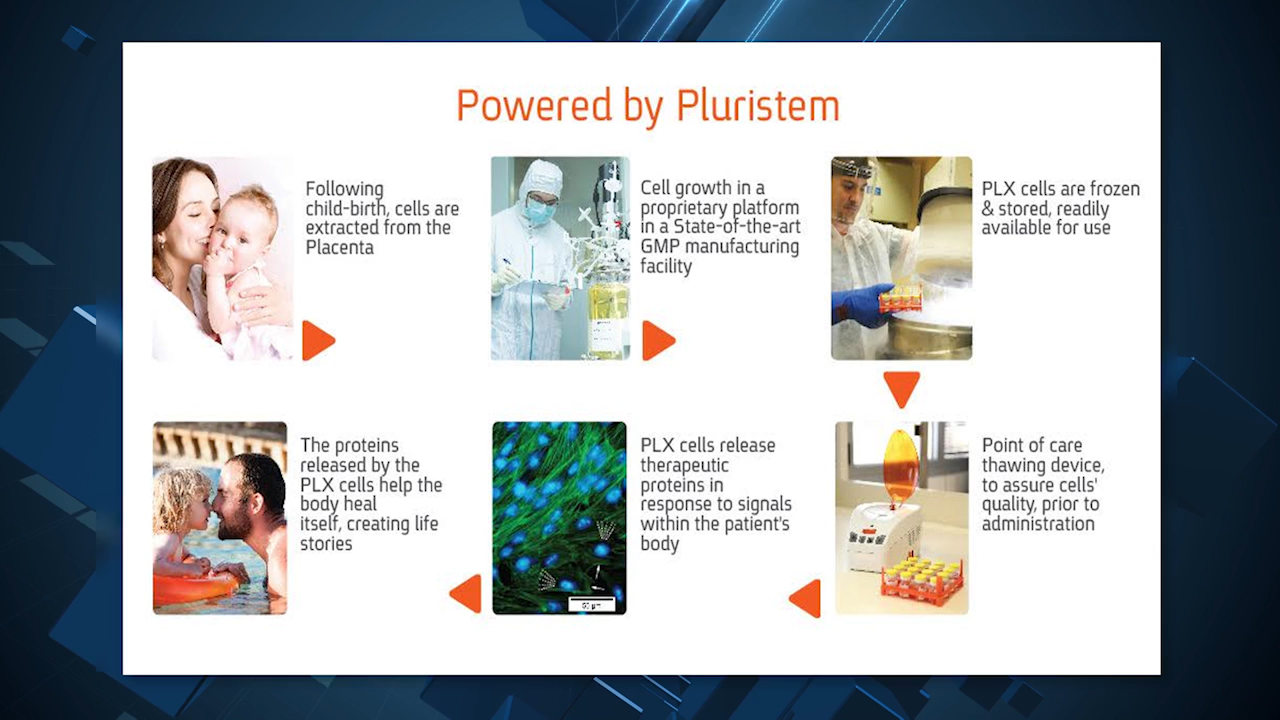 Powered by Pluristem
Following
child-birth, cells are
extracted from the
Placenta
Cell growth in a
proprietary platform
in a State-of-the-art
GMP manufacturing
facility
PLX cells are frozen
& stored, readily
available for use
Point of care
thawing device,
to assure cells'
quality, prior to
administration
PLX cells release
therapeutic
proteins in
response to signals
within the patient's
body
50 µm
The proteins
released by the
PLX cells help the
body heal
itself, creating life
stories